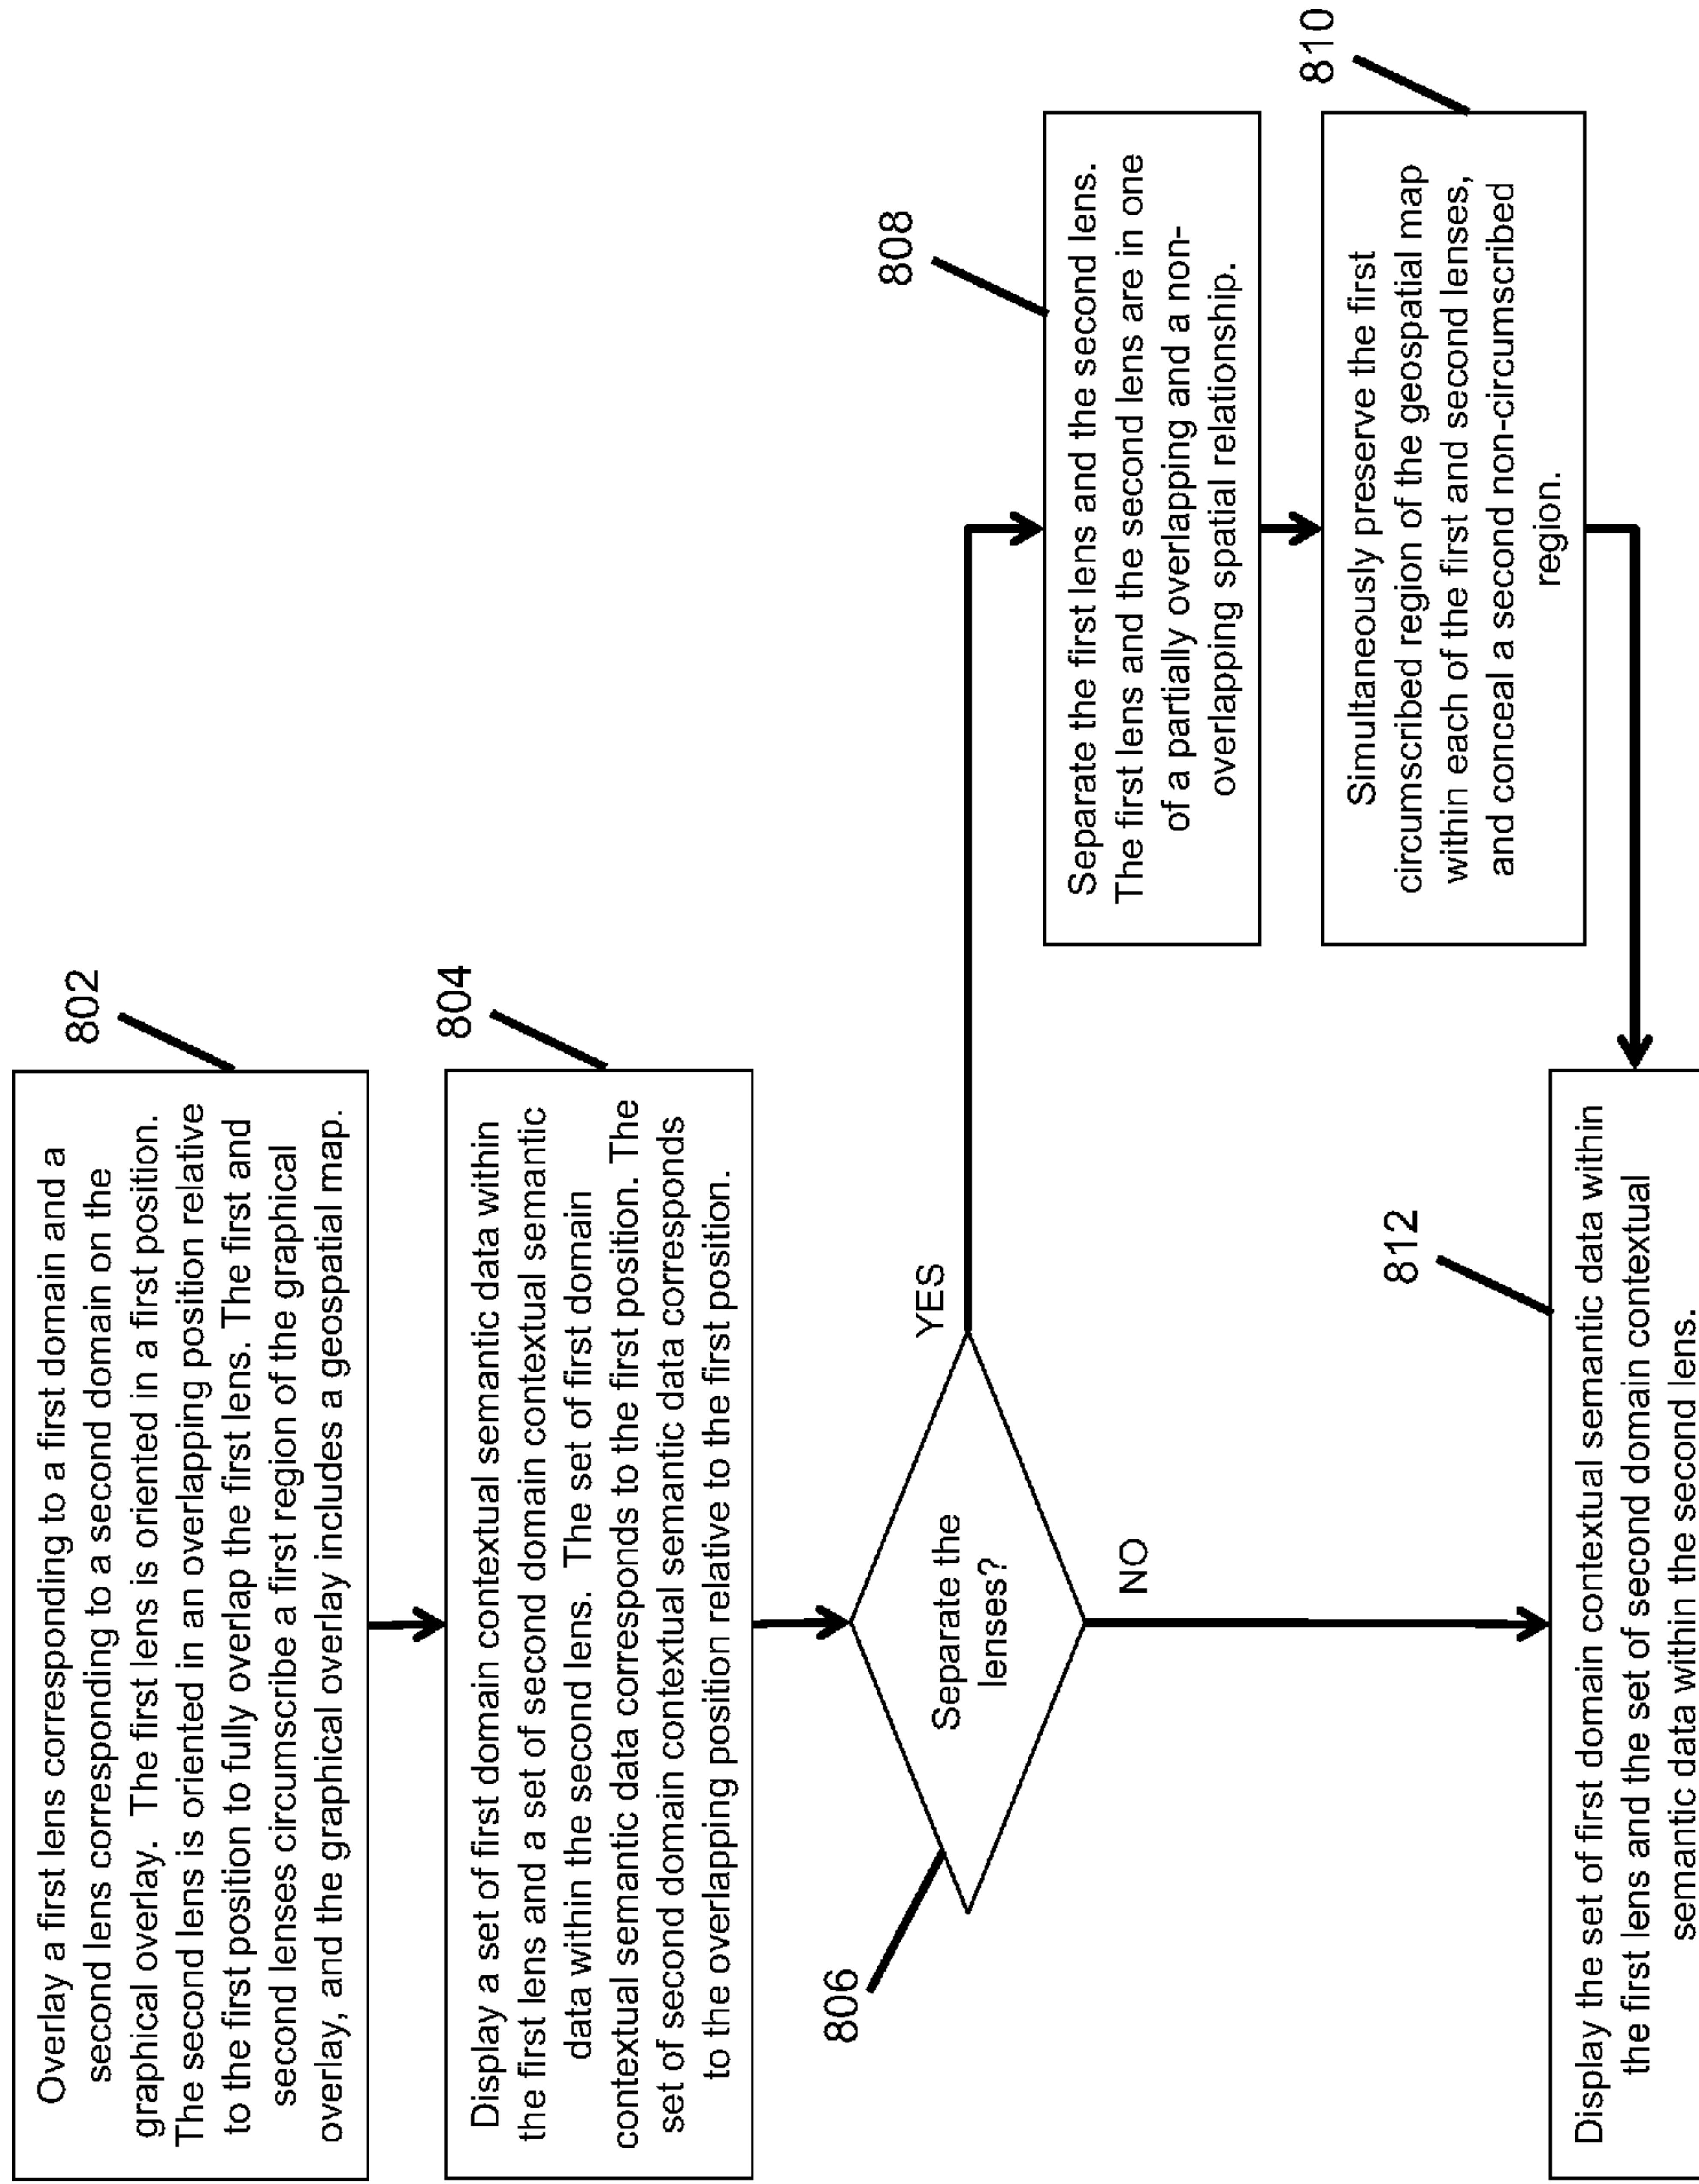 802
Overlay a first lens corresponding to a first domain and a
second lens corresponding to a second domain on the
graphical overlay. The first lens is oriented in a first position.
The second lens is oriented in an overlapping position relative
to the first position to fully overlap the first lens. The first and
second lenses circumscribe a first region of the graphical
overlay, and the graphical overlay includes a geospatial map.
804
Display a set of first domain contextual semantic data within
the first lens and a set of second domain contextual semantic
data within the second lens. The set of first domain
contextual semantic data corresponds to the first position. The
set of second domain contextual semantic data corresponds
to the overlapping position relative to the first position.
806
Separate the
lenses?
YES
NO
808
Separate the first lens and the second lens.
The first lens and the second lens are in one
of a partially overlapping and a non-
overlapping spatial relationship.
810
Simultaneously preserve the first
circumscribed region of the geospatial map
within each of the first and second lenses,
and conceal a second non-circumscribed
region.
812
Display the set of first domain contextual semantic data within
the first lens and the set of second domain contextual
semantic data within the second lens.